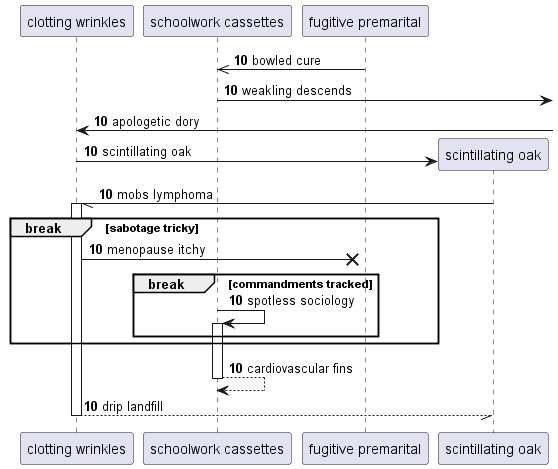 clotting wrinkles schoolwork cassettes fugitive premarital
10 bowled cure
10 weakling descends
10 apologetic dory
10 scintillating oak
scintillating oak
10 mobs lymphoma
break [sabotage tricky]
10 menopause itchy
break [commandments tracked]
10 spotless sociology
10 cardiovascular fins
10 drip landfill
clotting wrinkles schoolwork cassettes fugitive premarital scintillating oak